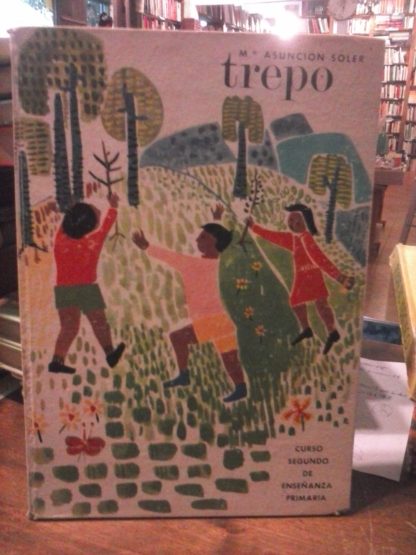 Mª ASUNCION SOLER
trepo
CURSO
SEGUNDO
DE
ENSEÑANZA
PRIMARIA